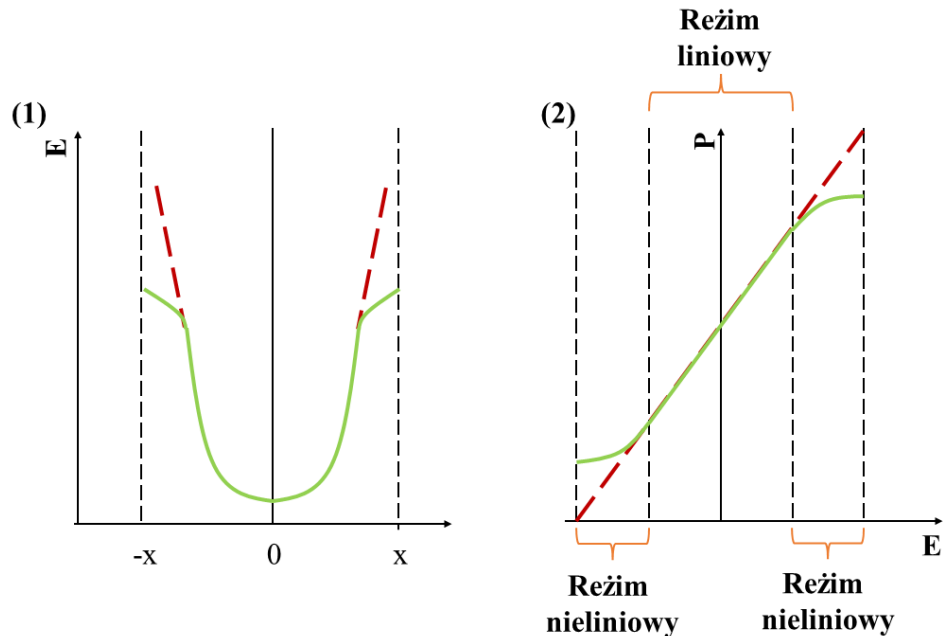 (1)
E
-x
0
x
(2)
Reżim
liniowy
P
E
Reżim
nieliniowy
Reżim
nieliniowy